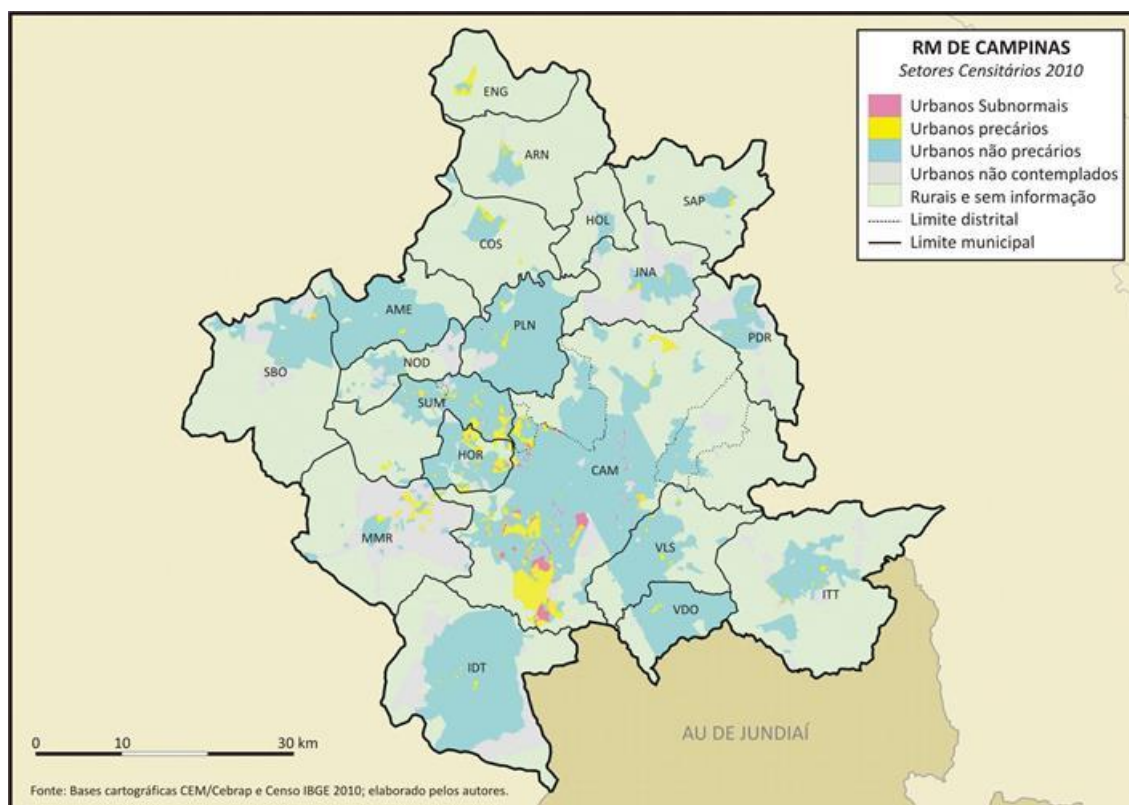 RM DE CAMPINAS
Setores Censitários 2010
Urbanos Subnormais
Urbanos precários
Urbanos não precários
Urbanos não contemplados
Rurais e sem informação
Limite distrital
Limite municipal
ENG
ARN
SAP
HOL
COS
JNA
AME
PLN
PDR
NOD
SBO
SUM
HOR
CAM
MMR
VLS
ITT
VDO
IDT
AU DE JUNDIAÍ
0 10 30 km
Fonte: Bases cartográficas CEM/Cebrap e Censo IBGE 2010; elaborado pelos autores.